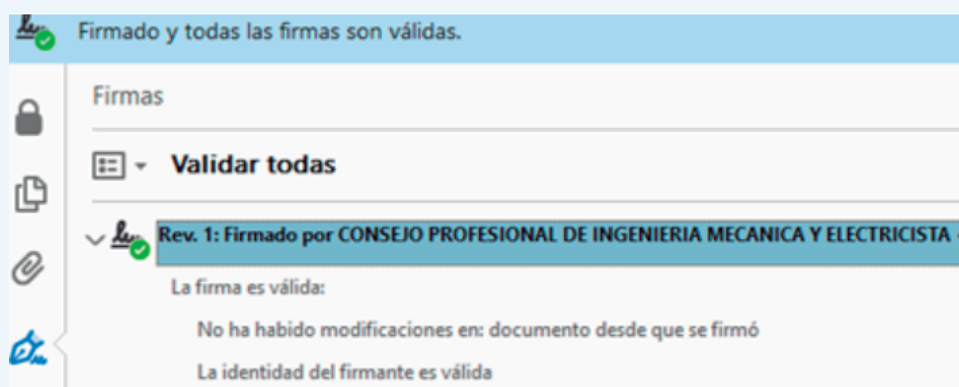 Firmado y todas las firmas son válidas.
Firmas
Validar todas
Rev. 1: Firmado por CONSEJO PROFESIONAL DE INGENIERIA MECANICA Y ELECTRICISTA -
La firma es válida:
No ha habido modificaciones en: documento desde que se firmó
La identidad del firmante es válida